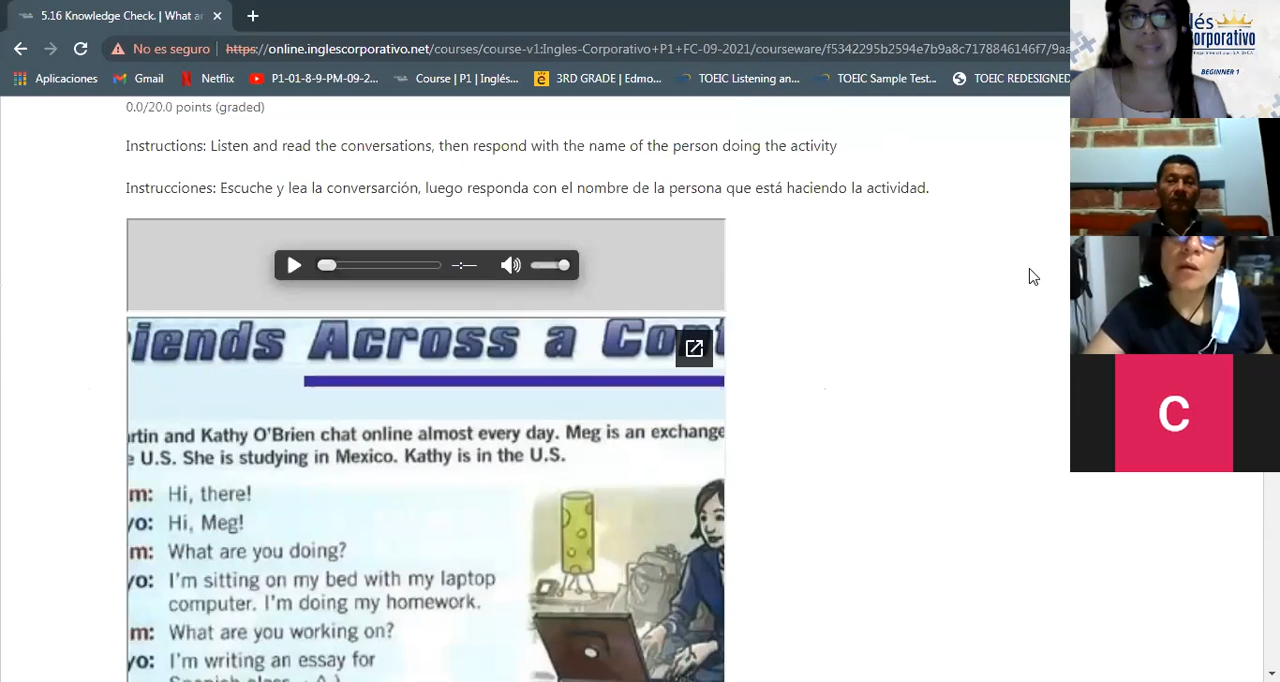 5.16 Knowledge Check. | What a
No es seguro | https://online.inglescorporativo.net/courses/course-v1:Ingles-Corporativo+P1+FC-09-2021/courseware/f5342295b2594e7b9a8c7178846146f7/9aa
Aplicaciones Gmail Netflix P1-01-8-9-PM-09-2... Course | P1 | Inglés... 3RD GRADE | Edmo... TOEIC Listening an... TOEIC Sample Test... TOEIC REDESIGNED
0.0/20.0 points (graded)
Instructions: Listen and read the conversations, then respond with the name of the person doing the activity
Instrucciones: Escuche y lea la conversarción, luego responda con el nombre de la persona que está haciendo la actividad.
-:--
iends Across a Con
rtin and Kathy O'Brien chat online almost every day. Meg is an exchange
e U.S. She is studying in Mexico. Kathy is in the U.S.
m: Hi, there!
yo: Hi, Meg!
m: What are you doing?
yo: I'm sitting on my bed with my laptop
computer. I'm doing my homework.
m: What are you working on?
yo: I'm writing an essay for
Spanish class.
lés
orporativo
BEGINNER 1
C